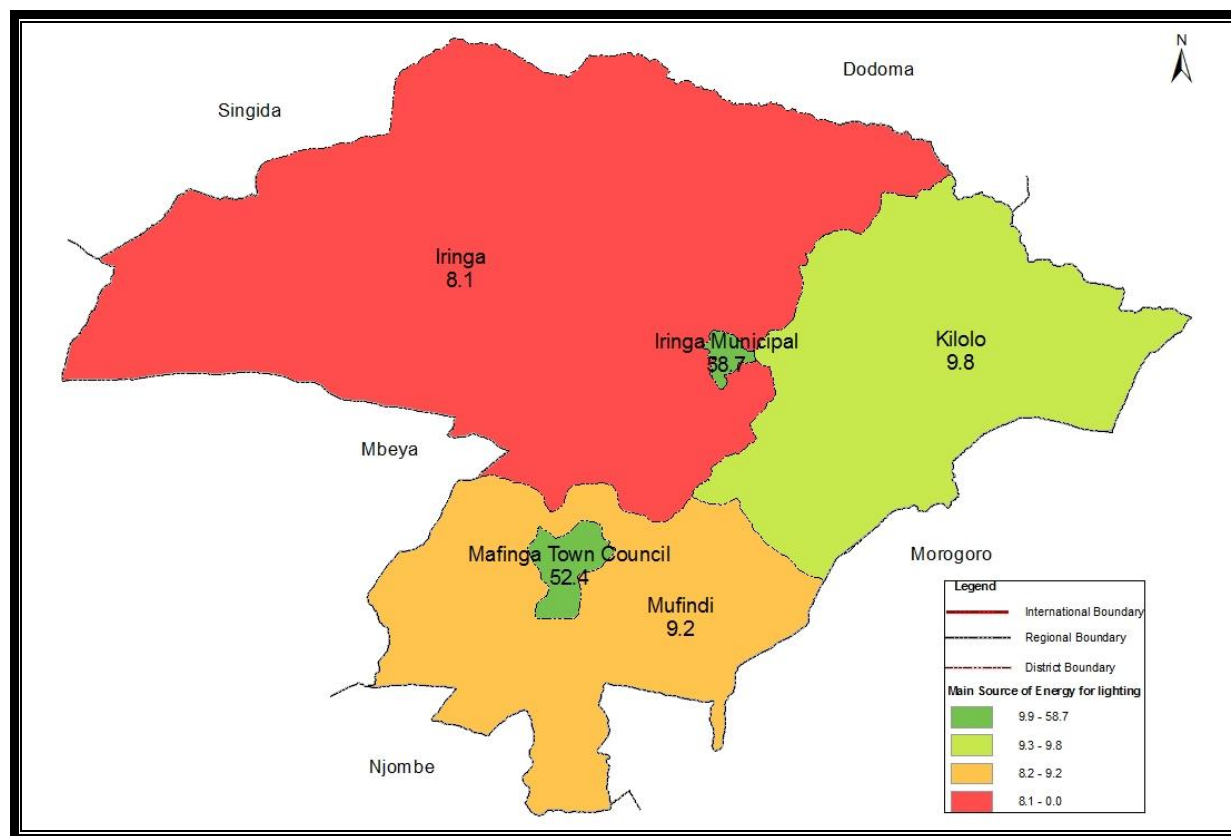 N
Dodoma
Singida
Iringa
8.1
Iringa Municipal
58.7
Kilolo
9.8
Mbeya
Morogoro
Mafinga Town Council
52.4
Mufindi
9.2
Njombe
Legend
International Boundary
Regional Boundary
District Boundary
Main Source of Energy for lighting
9.9 - 58.7
9.3 - 9.8
8.2 - 9.2
8.1 - 0.0